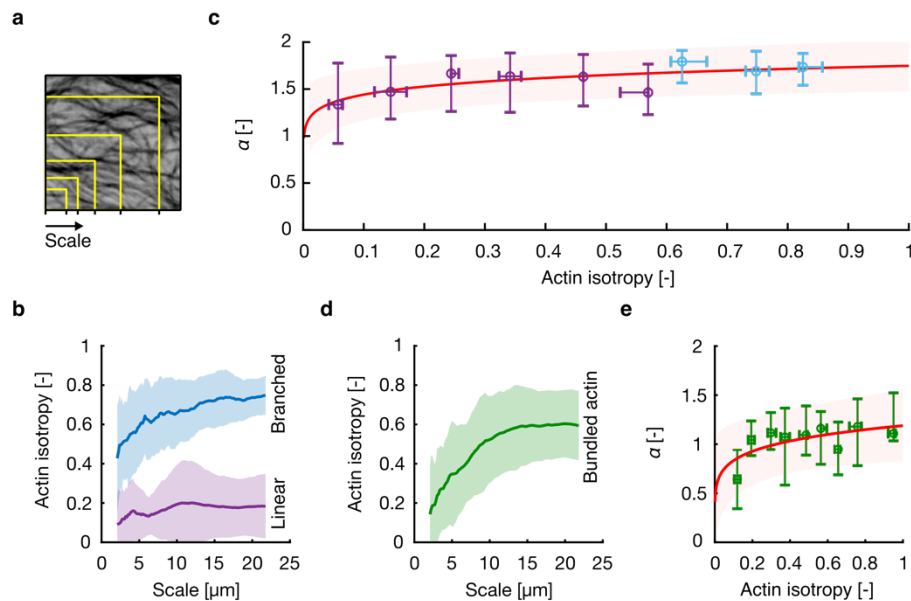 a
Scale
c
2
1.5
1
0.5
0
α [-]
0 0.1 0.2 0.3 0.4 0.5 0.6 0.7 0.8 0.9 1
Actin isotropy [-]
b
1
0.8
0.6
0.4
0.2
0
Actin isotropy [-]
Branched
Linear
0 5 10 15 20 25
Scale [µm]
d
1
0.8
0.6
0.4
0.2
0
Actin isotropy [-]
Bundled actin
0 5 10 15 20 25
Scale [µm]
e
2
1.5
1
0.5
0
α [-]
0 0.2 0.4 0.6 0.8 1
Actin isotropy [-]